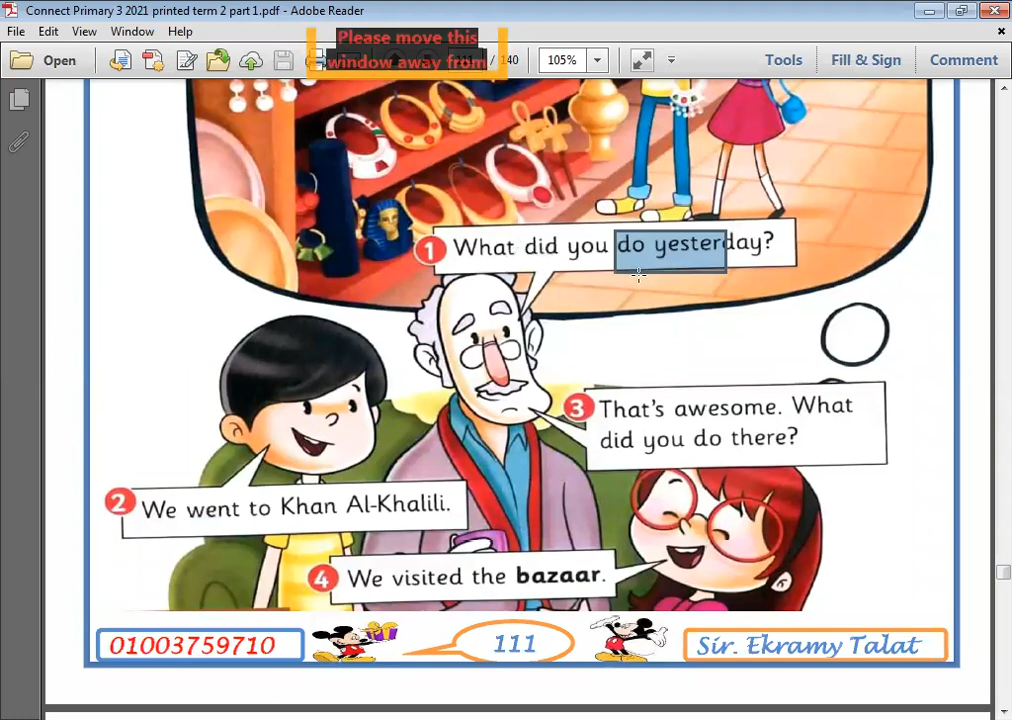 Connect Primary 3 2021 printed term 2 part 1.pdf - Adobe Reader
File Edit View Window Help
Please move this
window away from
Open
/ 140
105%
Tools
Fill & Sign
Comment
1 What did you do yesterday?
3 That's awesome. What
did you do there?
2 We went to Khan Al-Khalili.
4 We visited the bazaar.
01003759710
111
Sir. Ekramy Talat